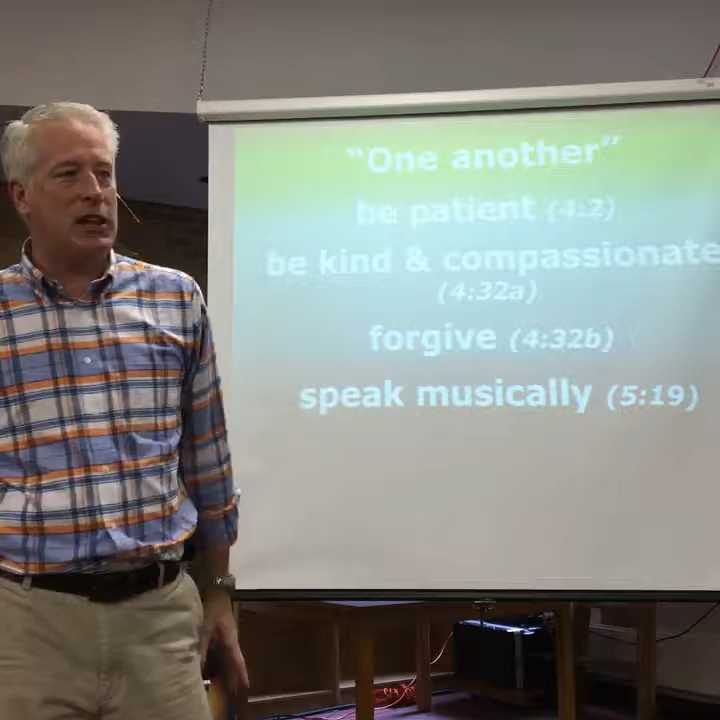 “One another”
be patient (4:2)
be kind & compassionate
(4:32a)
forgive (4:32b)
speak musically (5:19)